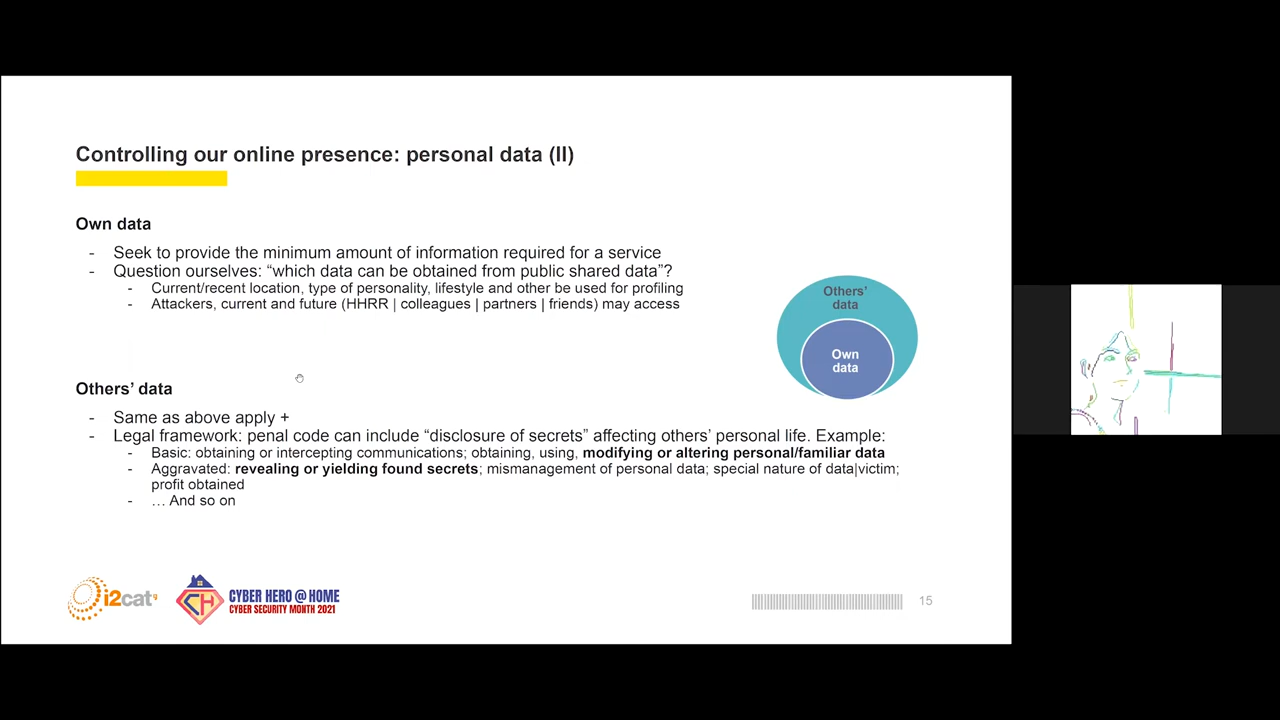 Controlling our online presence: personal data (II)
Own data
- Seek to provide the minimum amount of information required for a service
- Question ourselves: “which data can be obtained from public shared data”?
- Current/recent location, type of personality, lifestyle and other be used for profiling
- Attackers, current and future (HHRR | colleagues | partners | friends) may access
Others’
data
Own
data
Others’ data
- Same as above apply +
- Legal framework: penal code can include “disclosure of secrets” affecting others’ personal life. Example:
- Basic: obtaining or intercepting communications; obtaining, using, modifying or altering personal/familiar data
- Aggravated: revealing or yielding found secrets; mismanagement of personal data; special nature of data|victim;
profit obtained
- … And so on
i2cat
CH
CYBER HERO @ HOME
CYBER SECURITY MONTH 2021
15